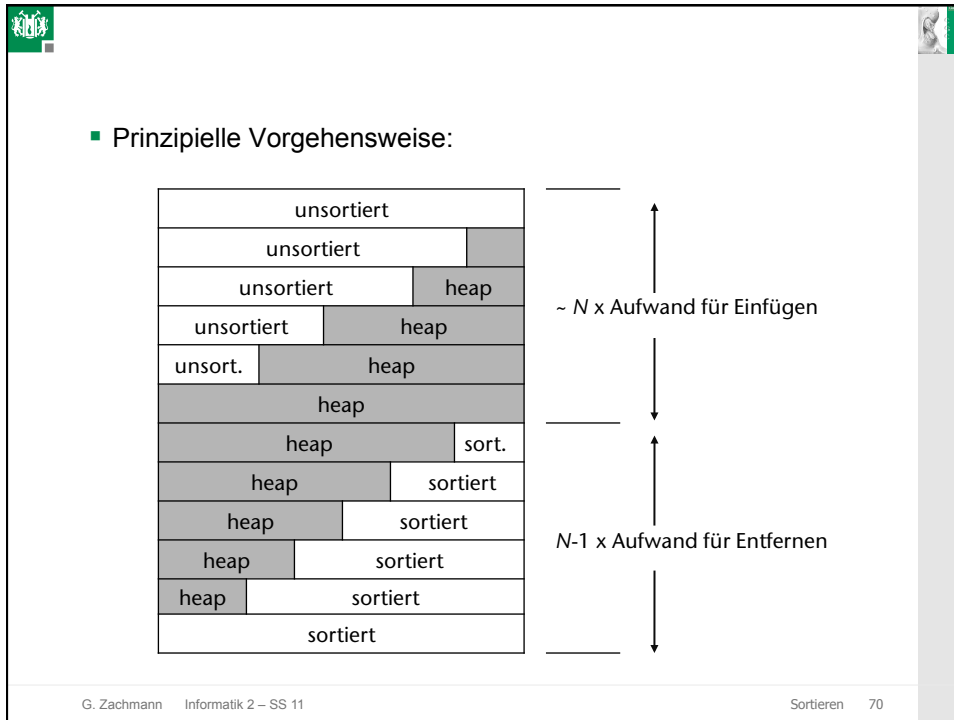 Prinzipielle Vorgehensweise:
unsortiert
unsortiert
unsortiert heap
unsortiert heap
unsort. heap
heap
heap sort.
heap sortiert
heap sortiert
heap sortiert
heap sortiert
sortiert
~ N x Aufwand für Einfügen
N-1 x Aufwand für Entfernen
G. Zachmann Informatik 2 – SS 11 Sortieren 70